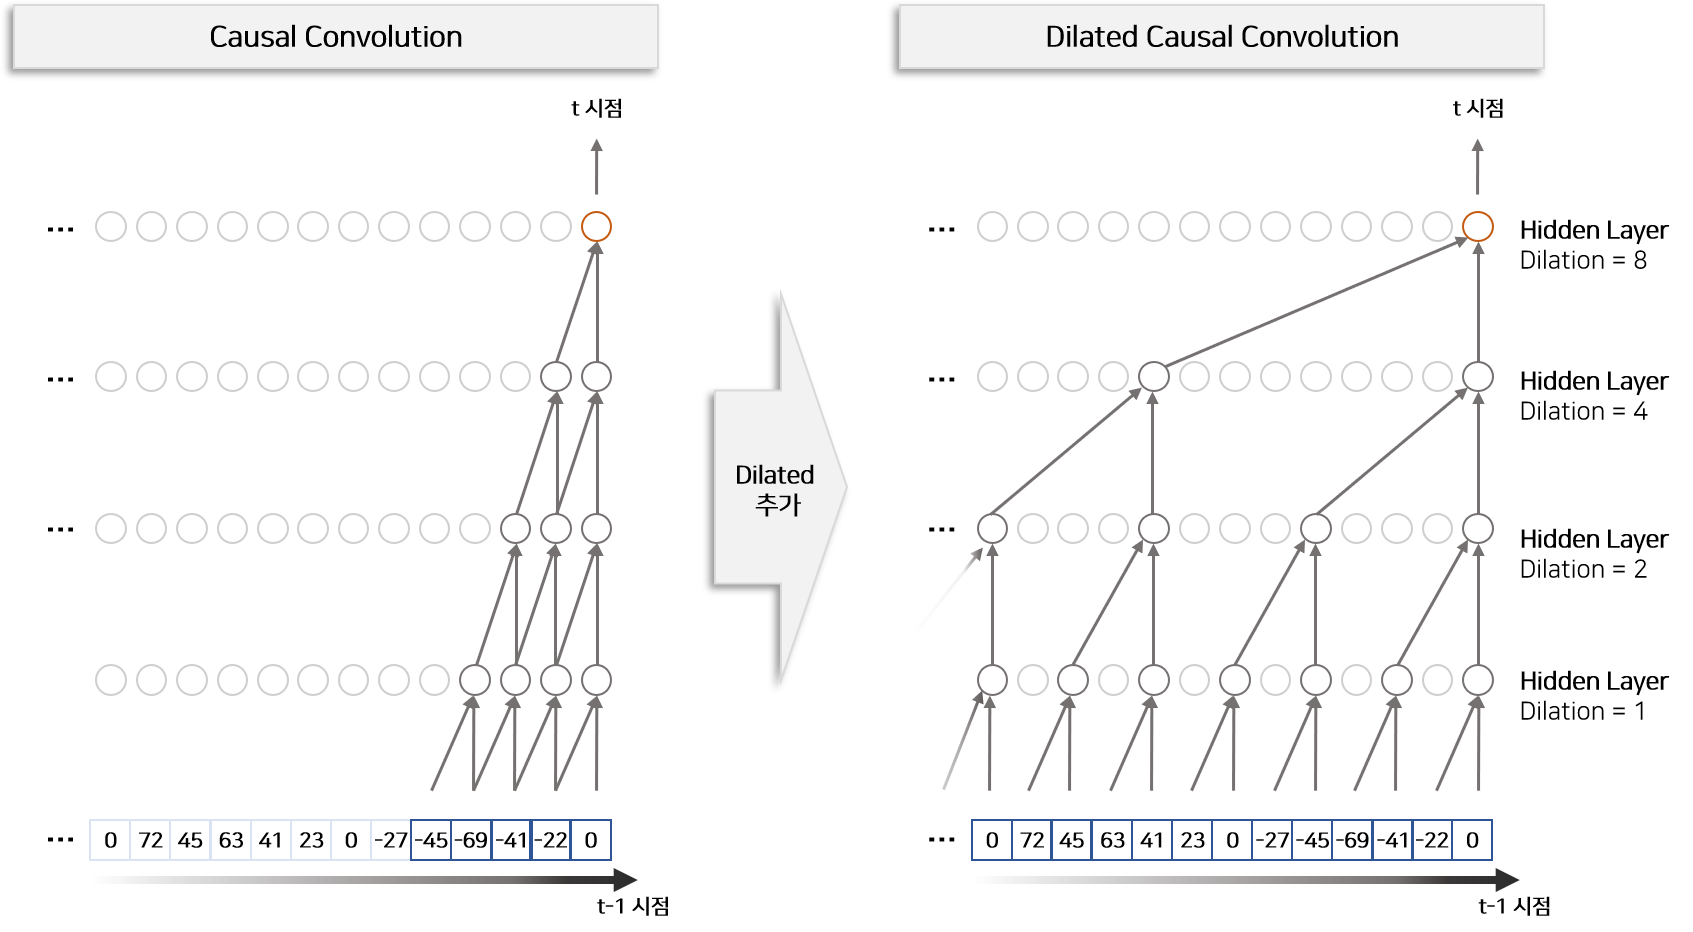 Causal Convolution
t 시점
...
...
...
... 0 72 45 63 41 23 0 -27 -45 -69 -41 -22 0
t-1 시점
Dilated
추가
Dilated Causal Convolution
t 시점
... Hidden Layer
Dilation = 8
... Hidden Layer
Dilation = 4
... Hidden Layer
Dilation = 2
Hidden Layer
Dilation = 1
... 0 72 45 63 41 23 0 -27 -45 -69 -41 -22 0
t-1 시점